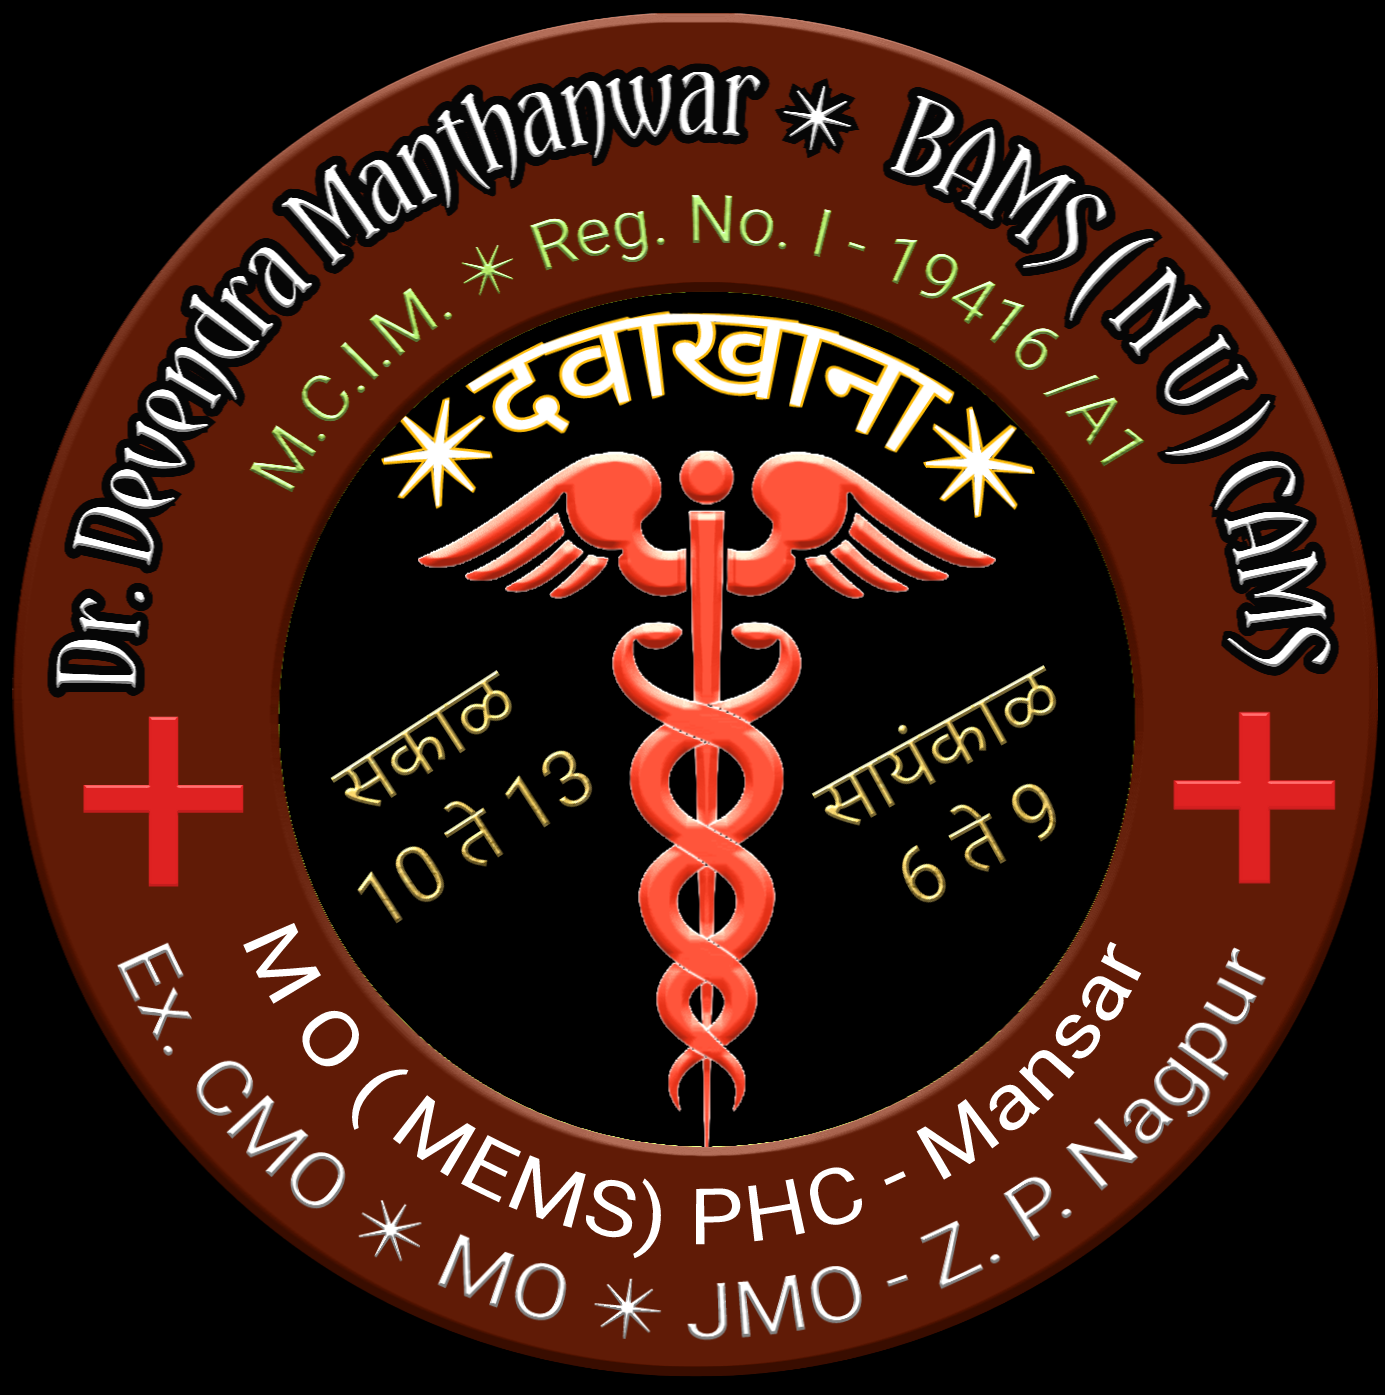 Dr. Devendra Manthanwar ✴ BAMS ( N U ) CAMS
M.C.I.M. ✴ Reg. No. I - 19416 / A1
✴दवाखाना✴
सकाळ
10 ते 13
सायंकाळ
6 ते 9
M O ( MEMS) PHC - Mansar
Ex. CMO ✴ MO ✴ JMO - Z. P. Nagpur